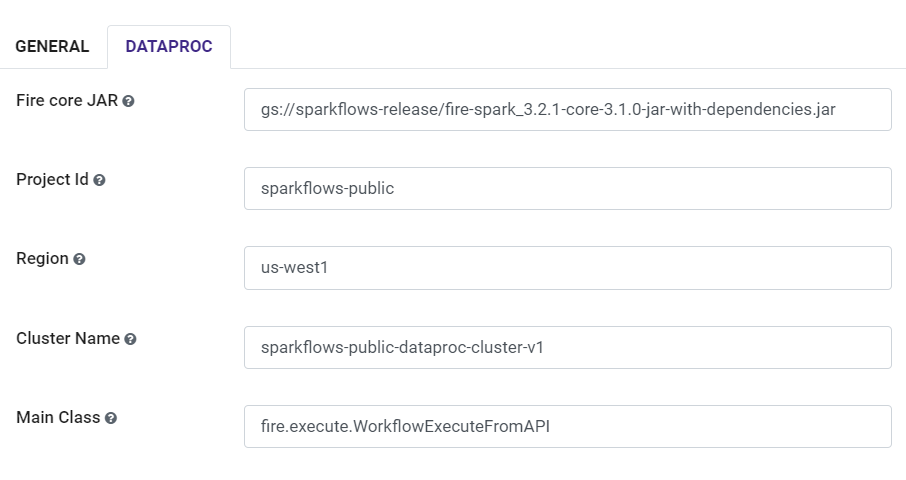 GENERAL DATAPROC
Fire core JAR gs://sparkflows-release/fire-spark_3.2.1-core-3.1.0-jar-with-dependencies.jar
Project Id sparkflows-public
Region us-west1
Cluster Name sparkflows-public-dataproc-cluster-v1
Main Class fire.execute.WorkflowExecuteFromAPI